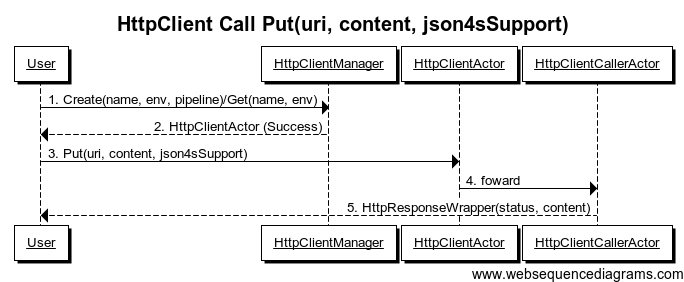 HttpClient Call Put(uri, content, json4sSupport)
User HttpClientManager HttpClientActor HttpClientCallerActor
1. Create(name, env, pipeline)/Get(name, env)
2. HttpClientActor (Success)
3. Put(uri, content, json4sSupport)
4. foward
5. HttpResponseWrapper(status, content)
User HttpClientManager HttpClientActor HttpClientCallerActor
www.websequencediagrams.com